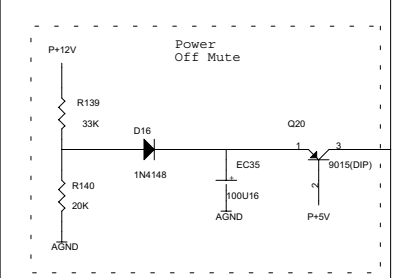 Power
Off Mute
P+12V
R139
33K
D16
1N4148
Q20
1
3
2
9015(DIP)
EC35
+
100U16
R140
20K
AGND
AGND
P+5V